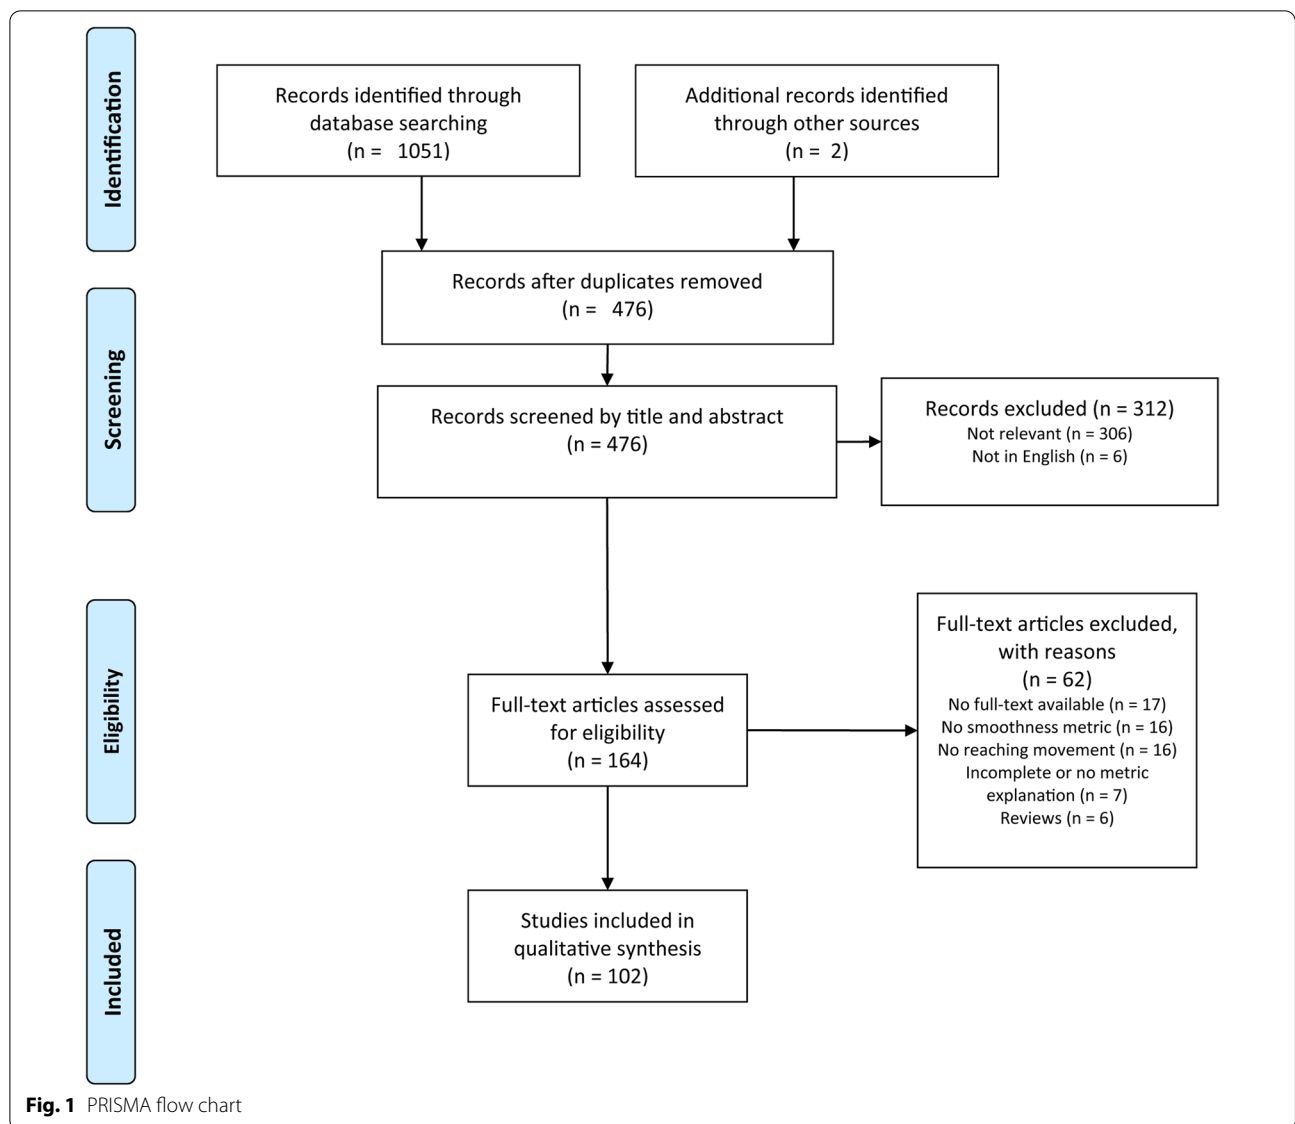 Identification
Records identified through
database searching
(n = 1051)
Additional records identified
through other sources
(n = 2)
Records after duplicates removed
(n = 476)
Screening
Records screened by title and abstract
(n = 476)
Records excluded (n = 312)
Not relevant (n = 306)
Not in English (n = 6)
Eligibility
Full-text articles assessed
for eligibility
(n = 164)
Full-text articles excluded,
with reasons
(n = 62)
No full-text available (n = 17)
No smoothness metric (n = 16)
No reaching movement (n = 16)
Incomplete or no metric
explanation (n = 7)
Reviews (n = 6)
Included
Studies included in
qualitative synthesis
(n = 102)
Fig. 1 PRISMA flow chart